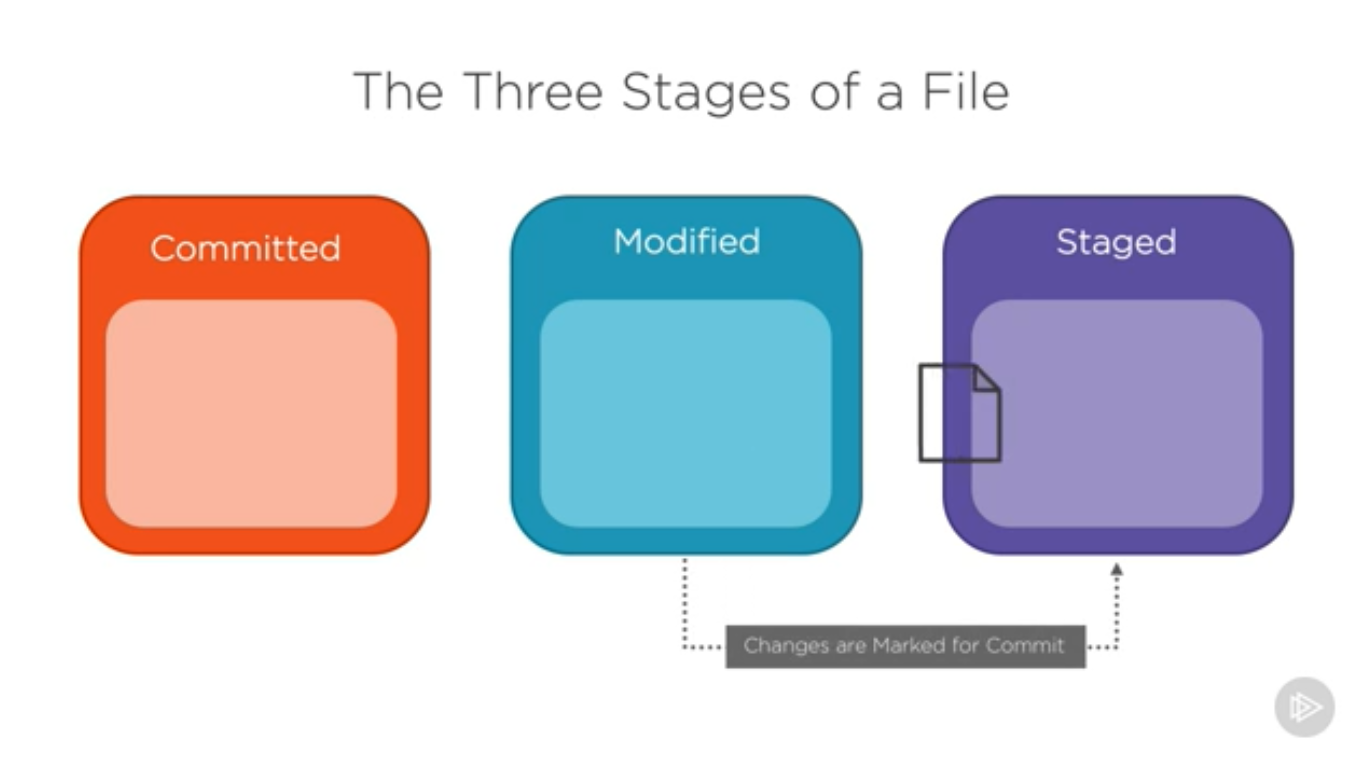 The Three Stages of a File
Committed
Modified
Staged
Changes are Marked for Commit